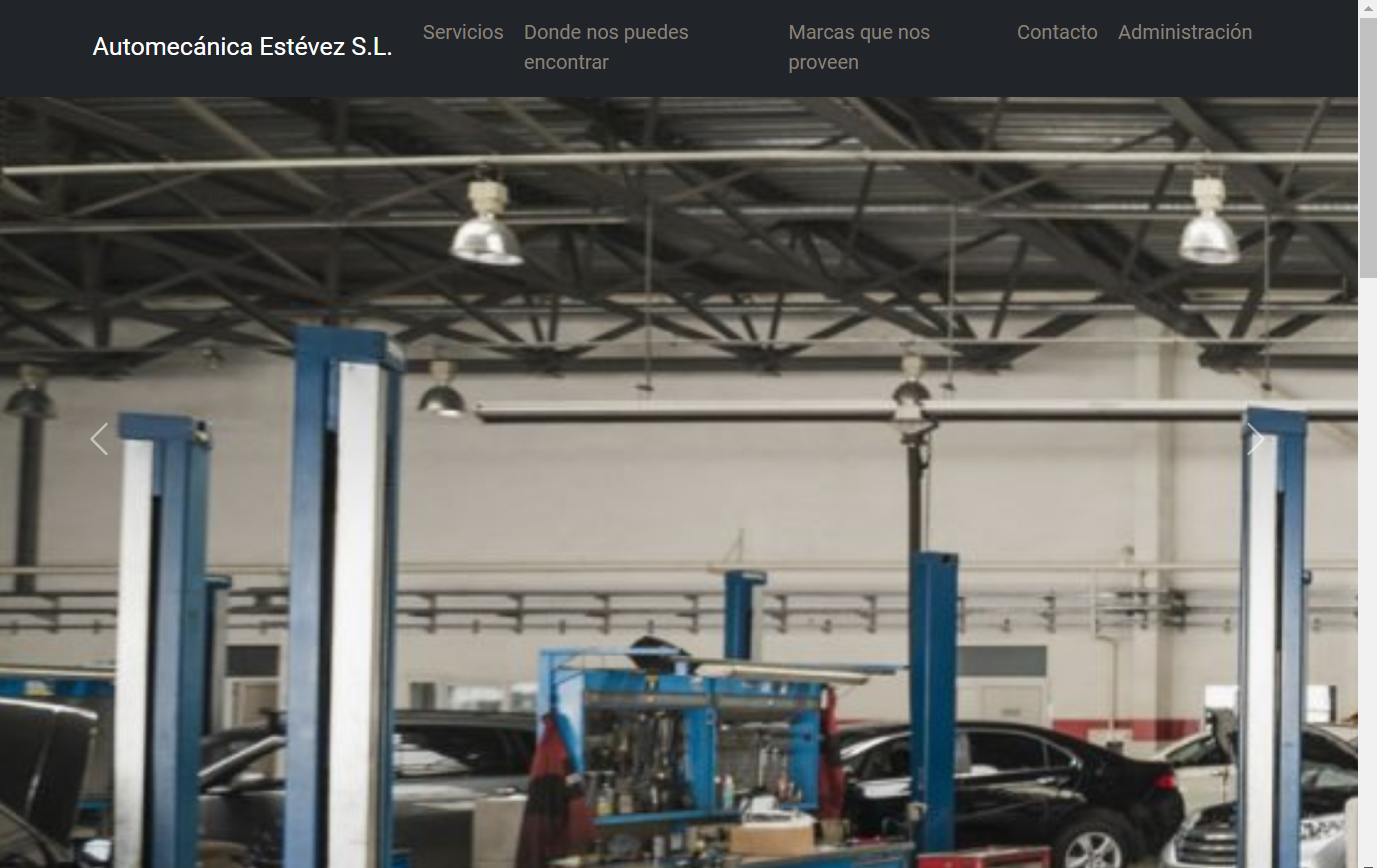 Automecánica Estévez S.L.
Servicios
Donde nos puedes
encontrar
Marcas que nos
proveen
Contacto
Administración